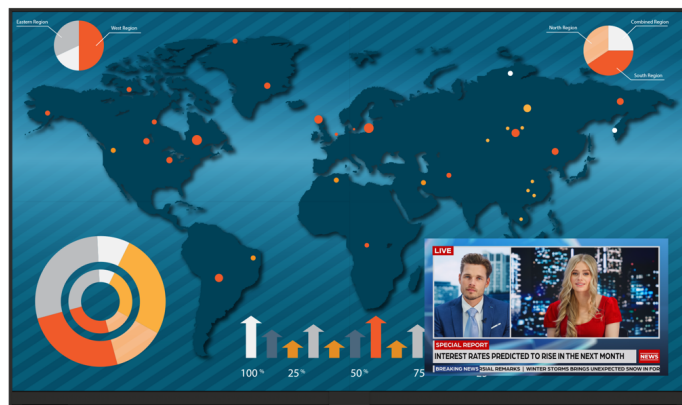 Eastern Region
West Region
North Region
Combined Region
South Region
LIVE
SPECIAL REPORT
INTEREST RATES PREDICTED TO RISE IN THE NEXT MONTH
NEWS
BREAKING NEWS RSIAL REMARKS | WINTER STORMS BRINGS UNEXPECTED SNOW IN FOR
100 % 25 % 50 % 75